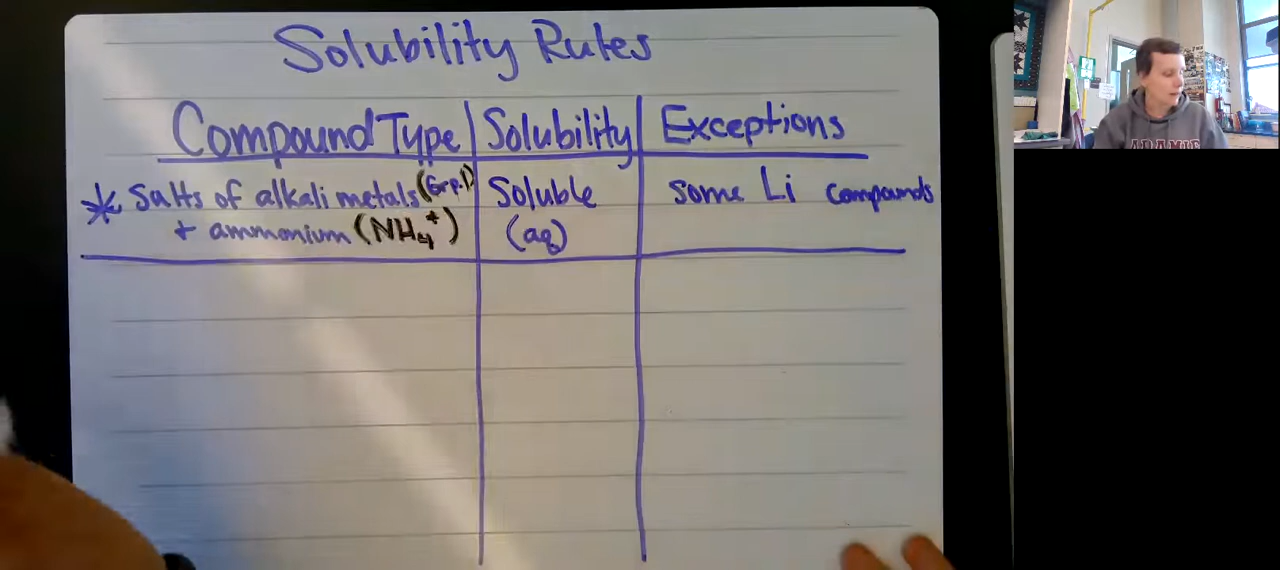 Solubility Rules
Compound Type Solubility Exceptions
* Salts of alkali metals (Grp.1) Soluble some Li compounds
+ ammonium (NH₄⁺) (aq)